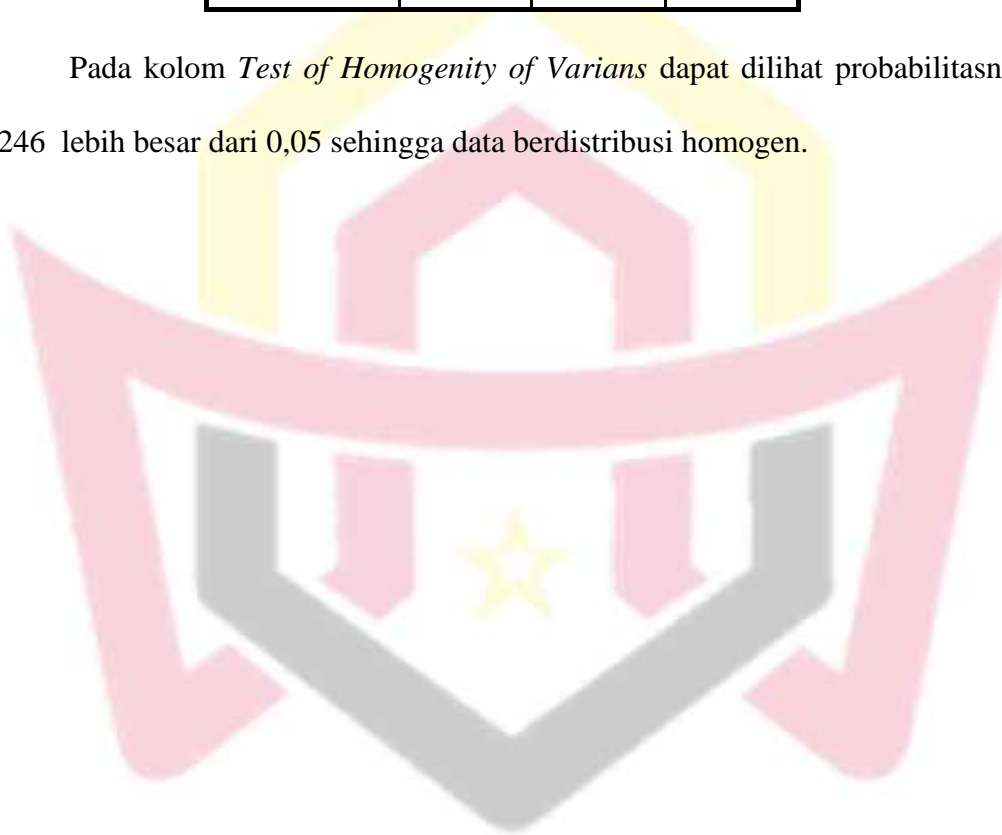 Pada kolom Test of Homogenity of Varians dapat dilihat probabilitasn
246 lebih besar dari 0,05 sehingga data berdistribusi homogen.